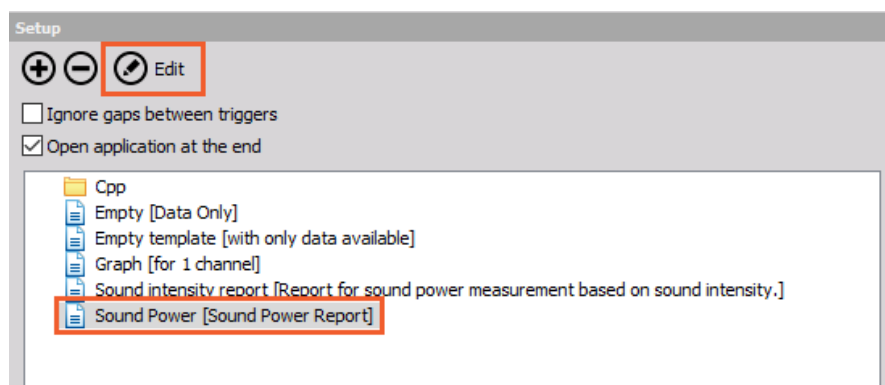 Setup
Edit
Ignore gaps between triggers
Open application at the end
Cpp
Empty [Data Only]
Empty template [with only data available]
Graph [for 1 channel]
Sound intensity report [Report for sound power measurement based on sound intensity.]
Sound Power [Sound Power Report]